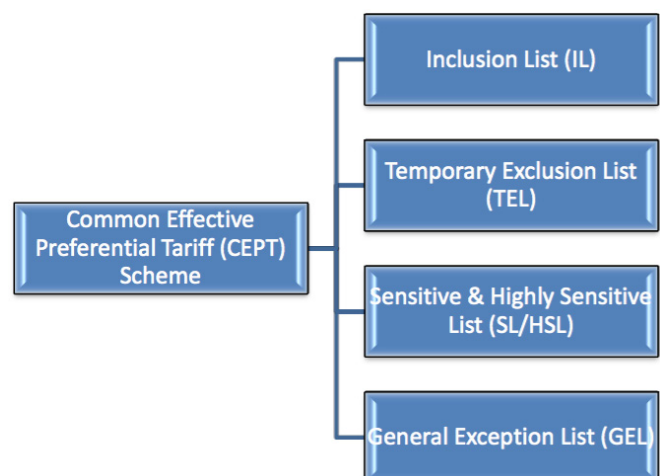 Common Effective
Preferential Tariff (CEPT)
Scheme
Inclusion List (IL)
Temporary Exclusion List
(TEL)
Sensitive & Highly Sensitive
List (SL/HSL)
General Exception List (GEL)